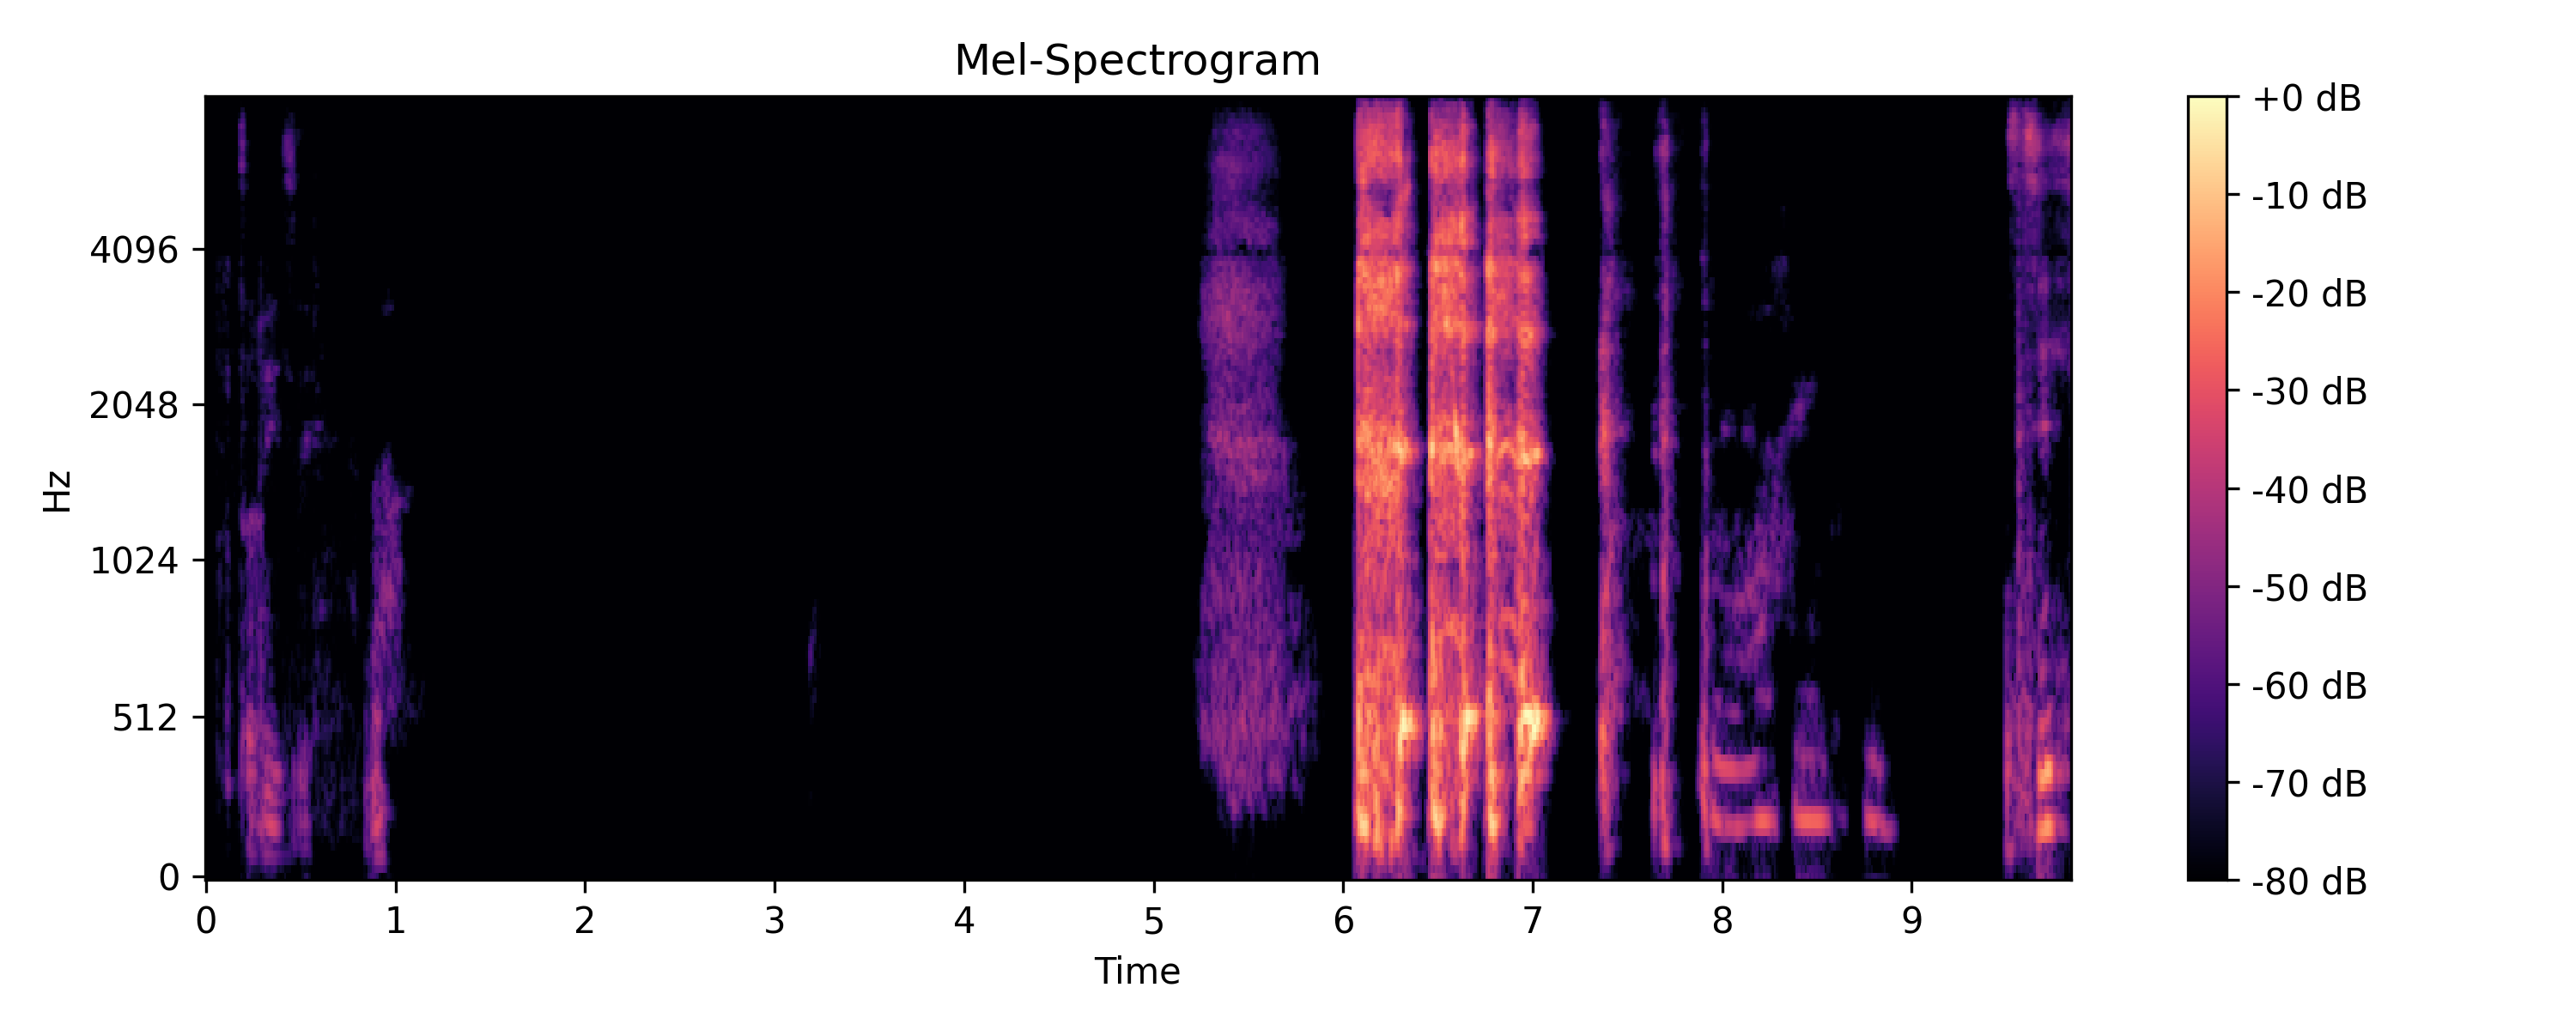 Mel-Spectrogram
+0 dB
-10 dB
-20 dB
-30 dB
-40 dB
-50 dB
-60 dB
-70 dB
-80 dB
Hz
4096
2048
1024
512
0
0 1 2 3 4 5 6 7 8 9
Time